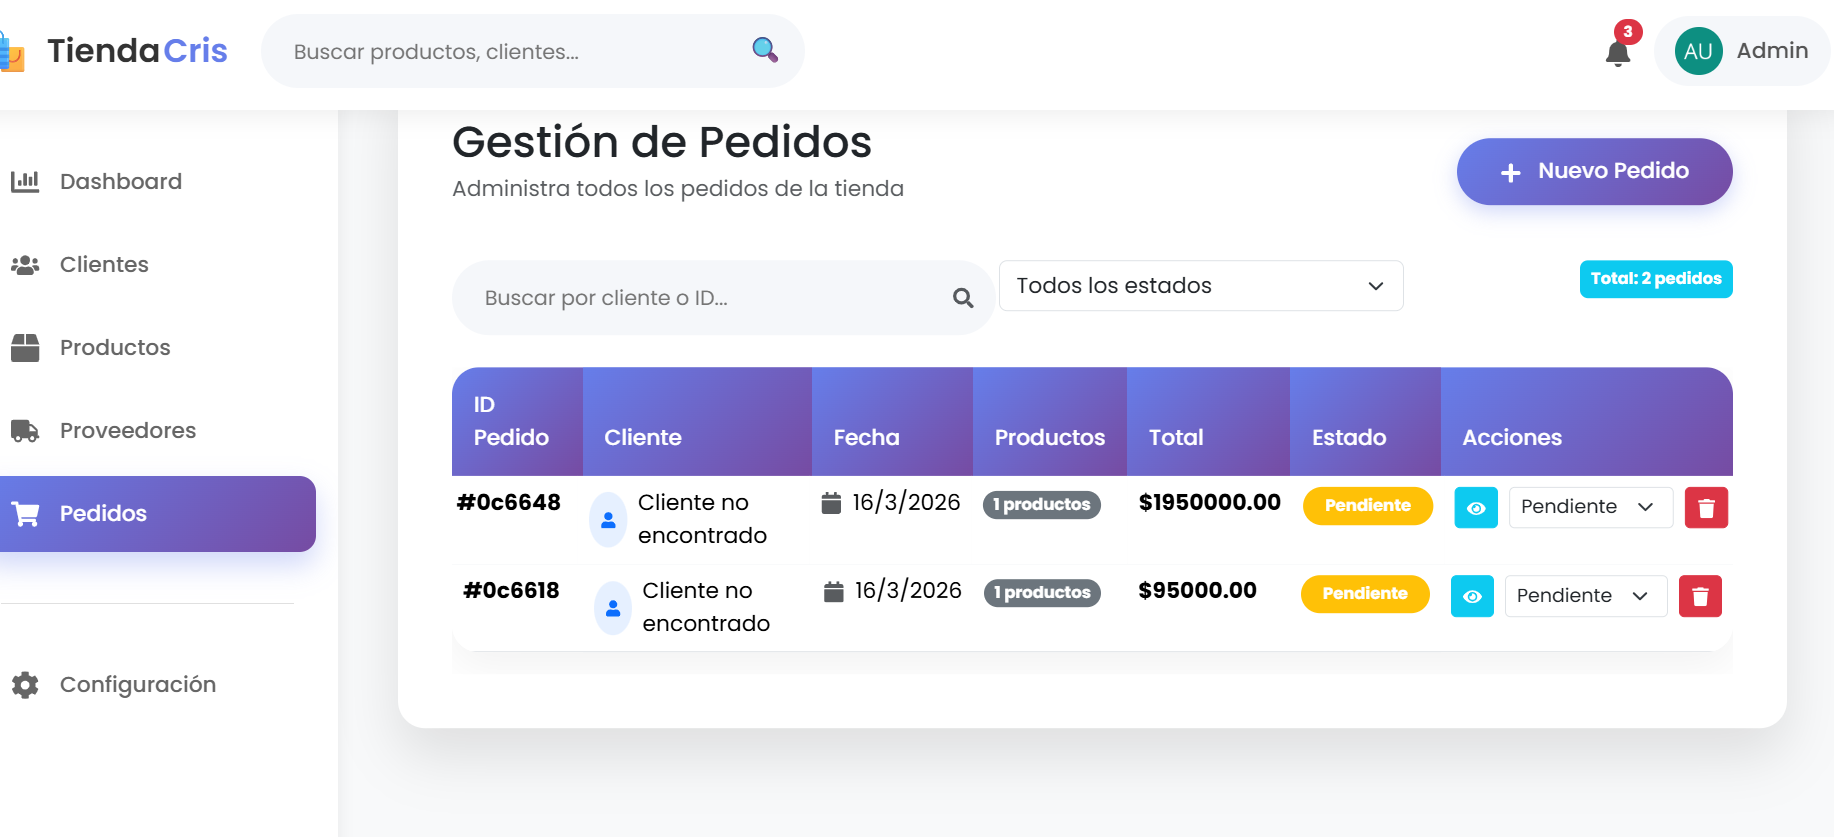 TiendaCris
Buscar productos, clientes...
3
AU
Admin
Dashboard
Clientes
Productos
Proveedores
Pedidos
Configuración
Gestión de Pedidos
Administra todos los pedidos de la tienda
Nuevo Pedido
Buscar por cliente o ID...
Todos los estados
Total: 2 pedidos
ID
Pedido Cliente Fecha Productos Total Estado Acciones
#0c6648 Cliente no 16/3/2026 1 productos $1950000.00 Pendiente Pendiente
encontrado
#0c6618 Cliente no 16/3/2026 1 productos $95000.00 Pendiente Pendiente
encontrado